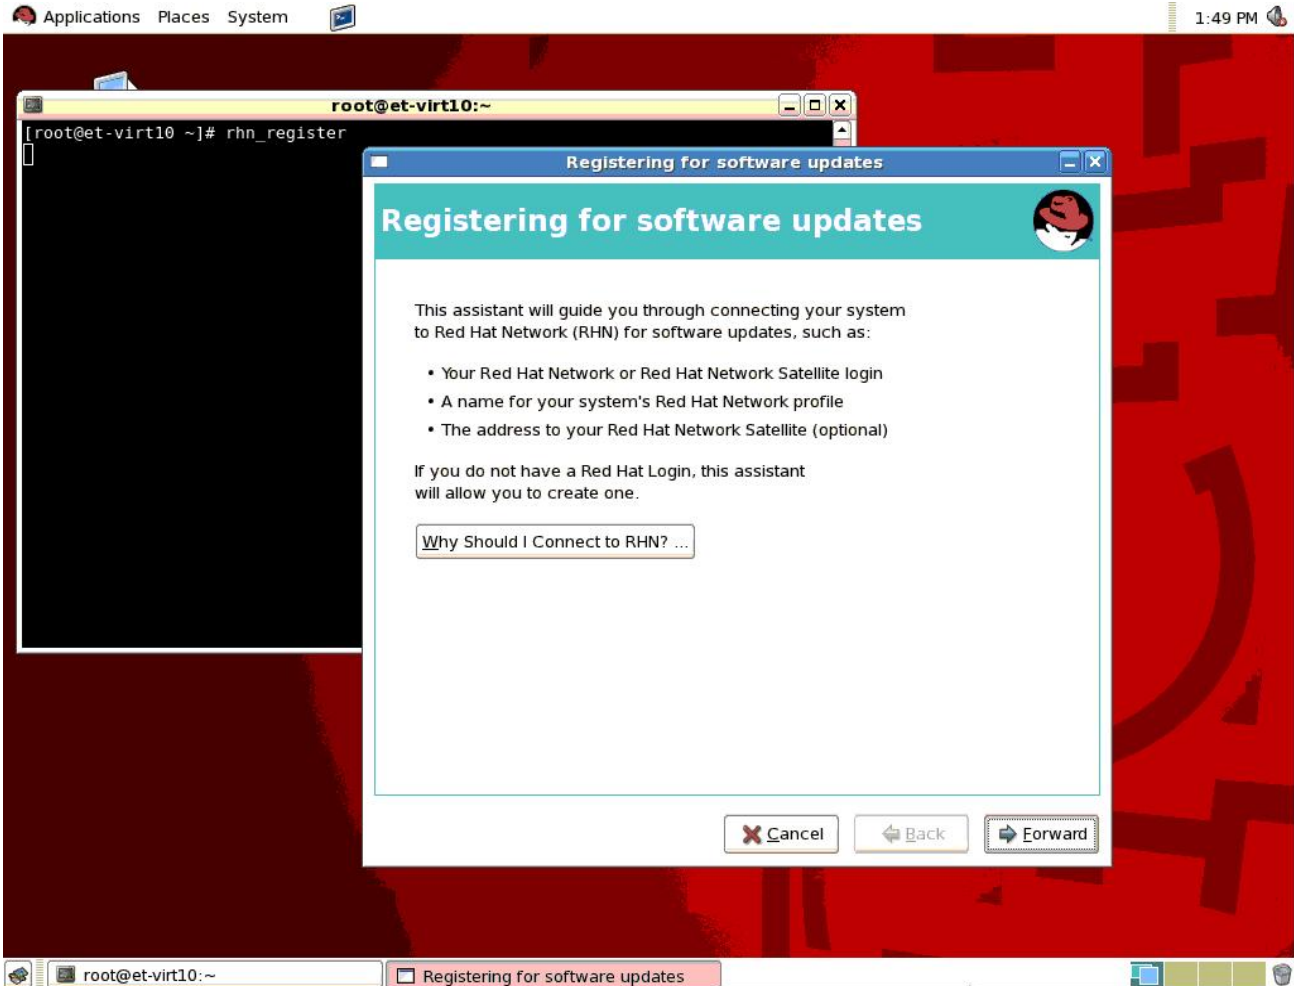 Applications Places System
1:49 PM
root@et-virt10:~
[root@et-virt10 ~]# rhn_register
Registering for software updates
Registering for software updates
This assistant will guide you through connecting your system
to Red Hat Network (RHN) for software updates, such as:
• Your Red Hat Network or Red Hat Network Satellite login
• A name for your system's Red Hat Network profile
• The address to your Red Hat Network Satellite (optional)
If you do not have a Red Hat Login, this assistant
will allow you to create one.
Why Should I Connect to RHN? ...
Cancel
Back
Forward
root@et-virt10:~
Registering for software updates